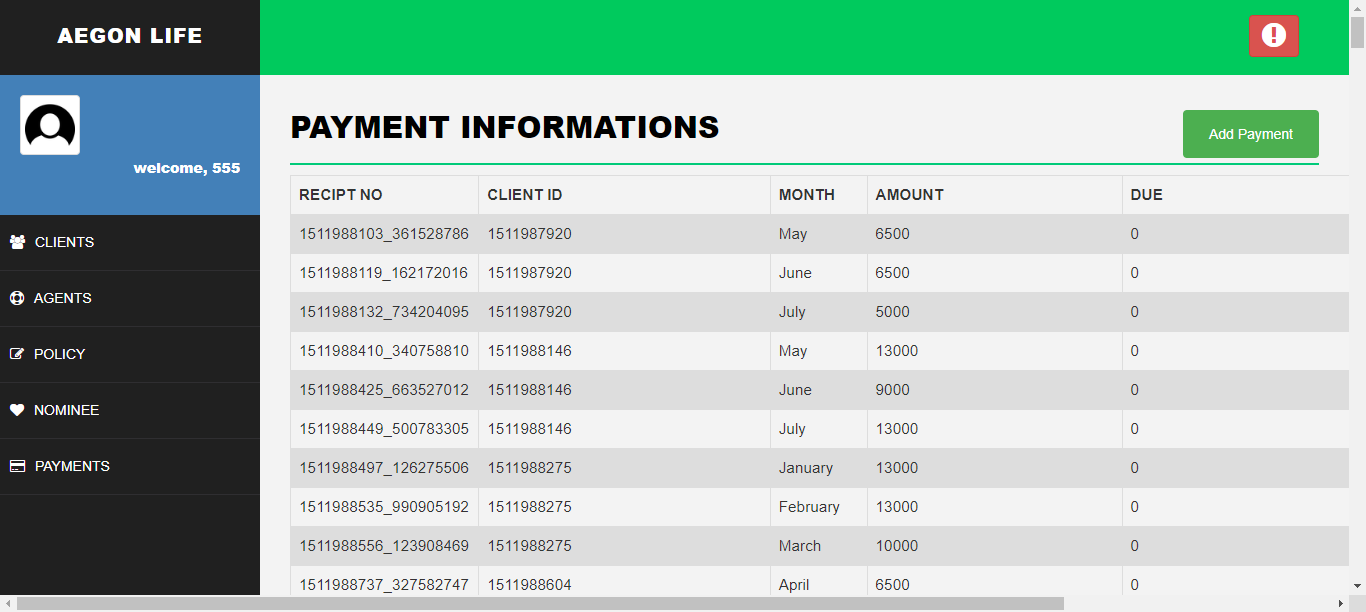 AEGON LIFE
welcome, 555
CLIENTS
AGENTS
POLICY
NOMINEE
PAYMENTS
PAYMENT INFORMATIONS
Add Payment
RECIPT NO CLIENT ID MONTH AMOUNT DUE
1511988103_361528786 1511987920 May 6500 0
1511988119_162172016 1511987920 June 6500 0
1511988132_734204095 1511987920 July 5000 0
1511988410_340758810 1511988146 May 13000 0
1511988425_663527012 1511988146 June 9000 0
1511988449_500783305 1511988146 July 13000 0
1511988497_126275506 1511988275 January 13000 0
1511988535_990905192 1511988275 February 13000 0
1511988556_123908469 1511988275 March 10000 0
1511988737_327582747 1511988604 April 6500 0